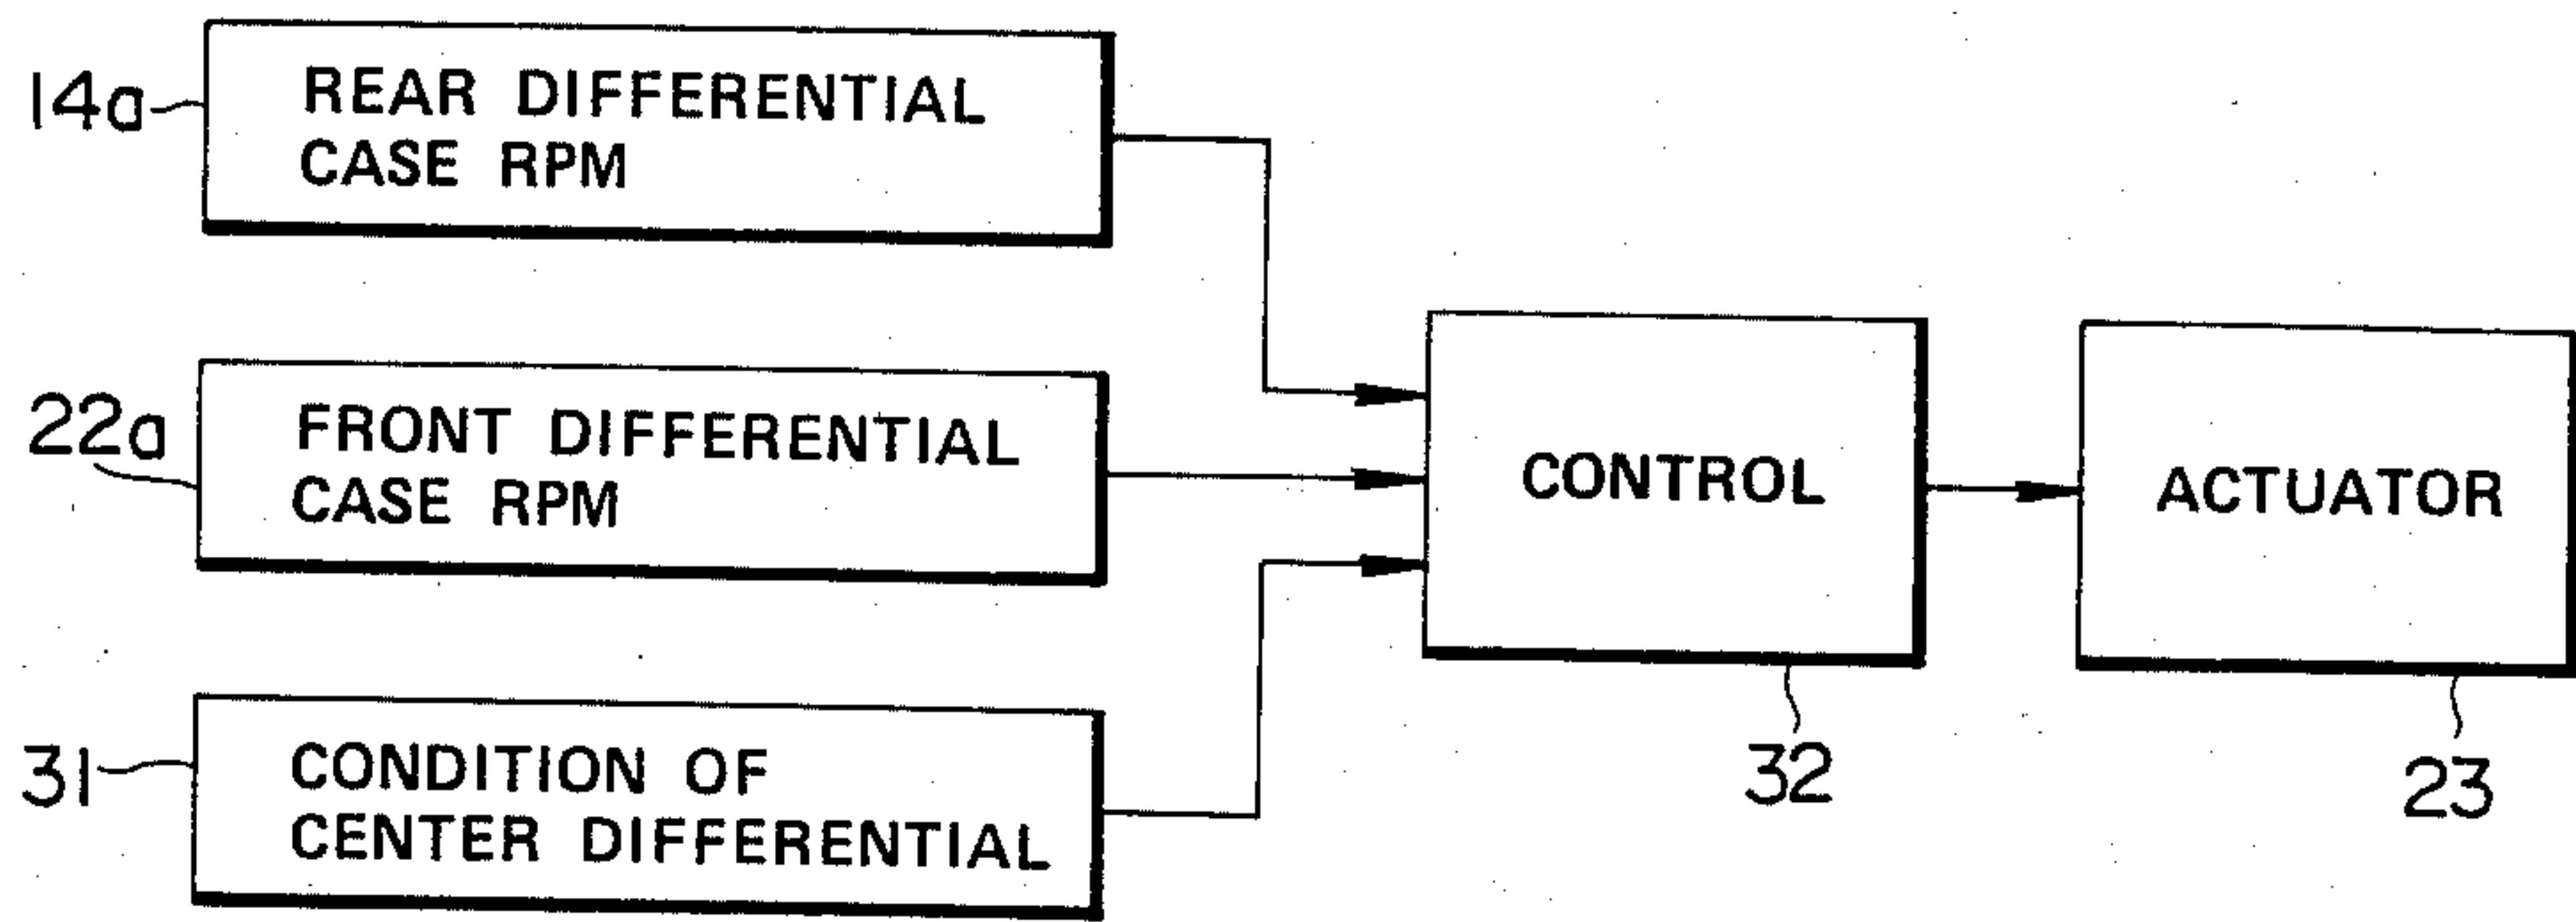 14a
REAR DIFFERENTIAL
CASE RPM
22a
FRONT DIFFERENTIAL
CASE RPM
31
CONDITION OF
CENTER DIFFERENTIAL
CONTROL
32
ACTUATOR
23